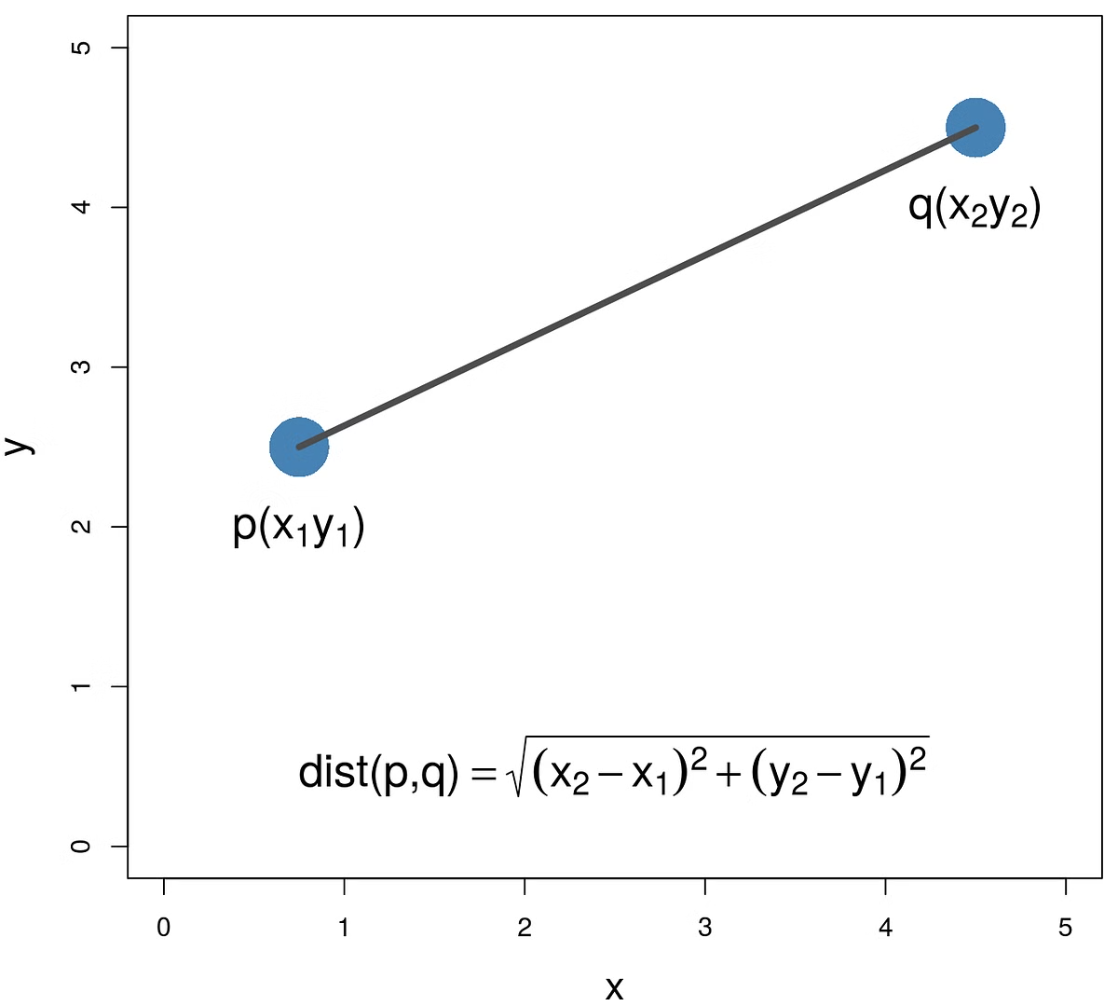 5
4
q(x₂y₂)
3
y
p(x₁y₁)
2
1
dist(p,q) = √(x₂ − x₁)² + (y₂ − y₁)²
0
0 1 2 3 4 5
x